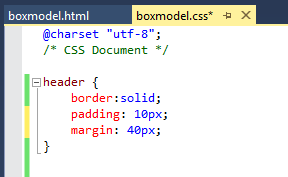 boxmodel.html boxmodel.css*
@charset "utf-8";
/* CSS Document */
header {
border:solid;
padding: 10px;
margin: 40px;
}